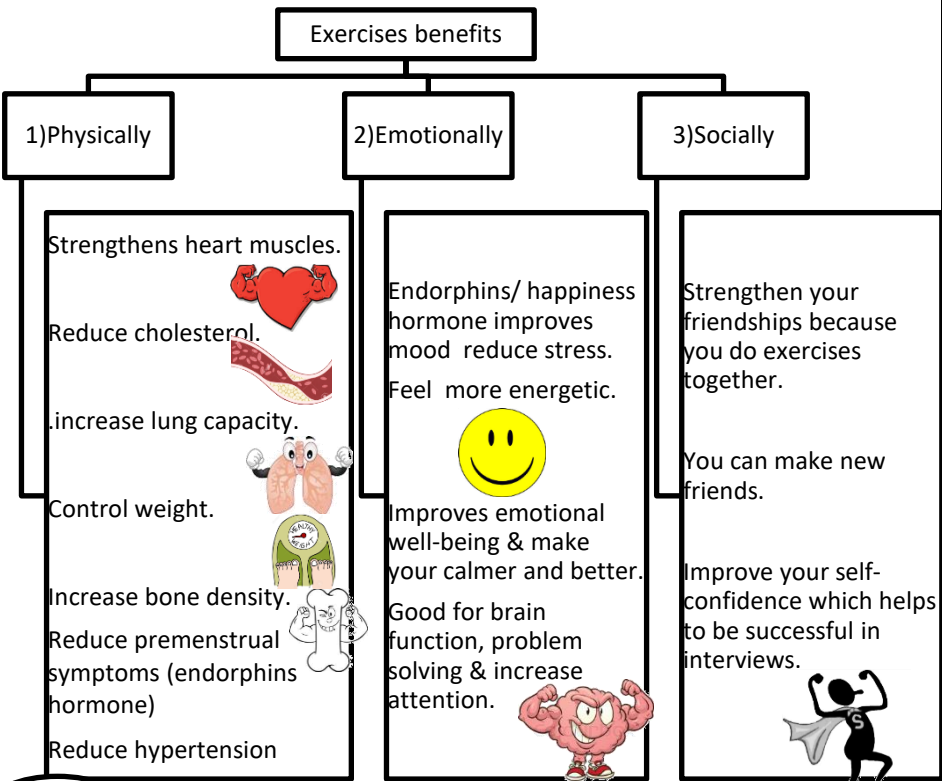 Exercises benefits
1)Physically
2)Emotionally
3)Socially
Strengthens heart muscles.
Reduce cholesterol.
.increase lung capacity.
Control weight.
HEALTHY
WEIGHT
Increase bone density.
Reduce premenstrual
symptoms (endorphins
hormone)
Reduce hypertension
Endorphins/ happiness
hormone improves
mood  reduce stress.
Feel  more energetic.
Improves emotional
well-being & make
your calmer and better.
Good for brain
function, problem
solving & increase
attention.
Strengthen your
friendships because
you do exercises
together.
You can make new
friends.
Improve your self-
confidence which helps
to be successful in
interviews.
S